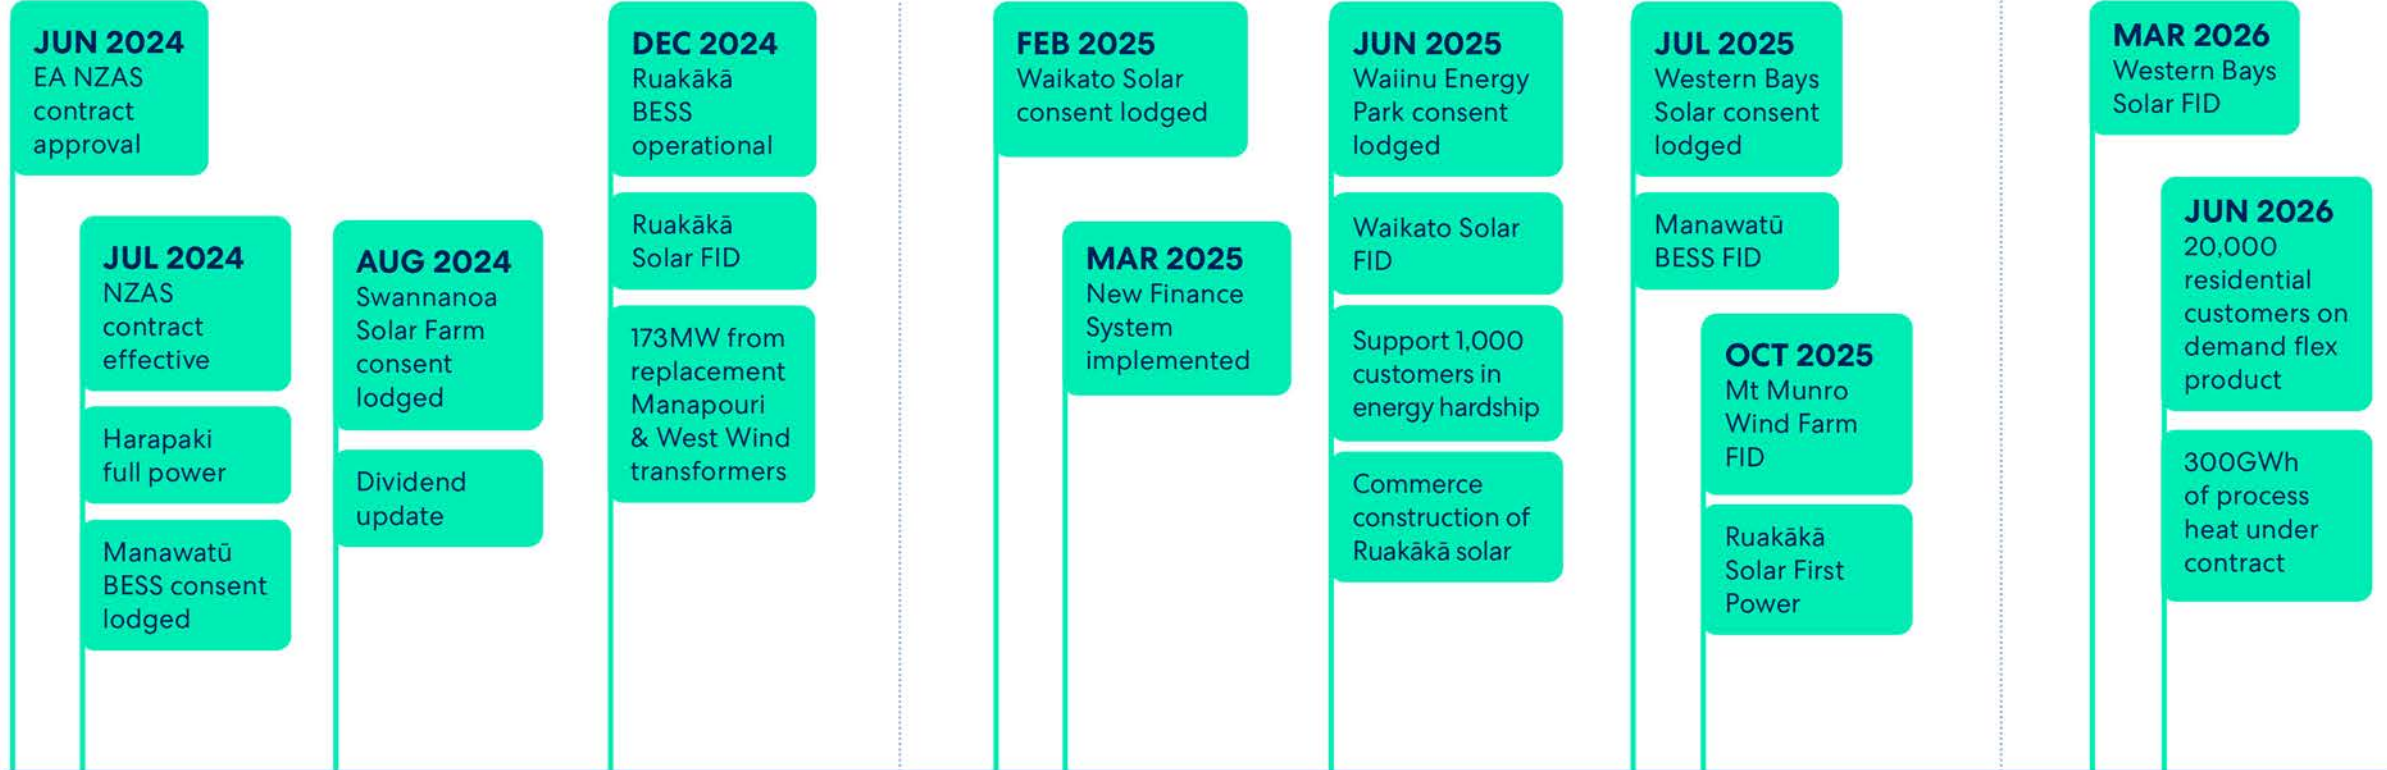 JUN 2024
EA NZAS
contract
approval
JUL 2024
NZAS
contract
effective
Harapaki
full power
Manawatū
BESS consent
lodged
AUG 2024
Swannanoa
Solar Farm
consent
lodged
Dividend
update
DEC 2024
Ruakākā
BESS
operational
Ruakākā
Solar FID
173MW from
replacement
Manapouri
& West Wind
transformers
FEB 2025
Waikato Solar
consent lodged
MAR 2025
New Finance
System
implemented
JUN 2025
Waiinu Energy
Park consent
lodged
Waikato Solar
FID
Support 1,000
customers in
energy hardship
Commerce
construction of
Ruakākā solar
JUL 2025
Western Bays
Solar consent
lodged
Manawatū
BESS FID
OCT 2025
Mt Munro
Wind Farm
FID
Ruakākā
Solar First
Power
MAR 2026
Western Bays
Solar FID
JUN 2026
20,000
residential
customers on
demand flex
product
300GWh
of process
heat under
contract